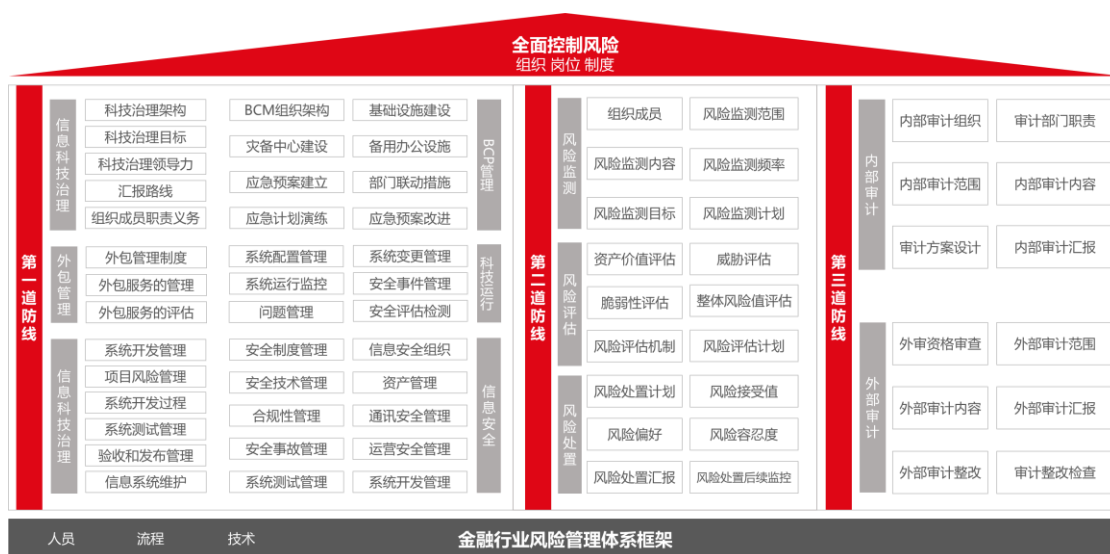 全面控制风险
组织 岗位 制度
第一道防线
信息科技治理
科技治理架构
科技治理目标
科技治理领导力
汇报路线
组织成员职责义务
BCM组织架构
基础设施建设
灾备中心建设
备用办公设施
应急预案建立
部门联动措施
应急计划演练
应急预案改进
BCP管理
外包管理
外包管理制度
外包服务的管理
外包服务的评估
系统配置管理
系统变更管理
系统运行监控
安全事件管理
问题管理
安全评估检测
科技运行
信息科技治理
系统开发管理
项目风险管理
系统开发过程
系统测试管理
验收和发布管理
信息系统维护
安全制度管理
信息安全组织
安全技术管理
资产管理
合规性管理
通讯安全管理
安全事故管理
运营安全管理
系统测试管理
系统开发管理
信息安全
第二道防线
风险监测
组织成员
风险监测范围
风险监测内容
风险监测频率
风险监测目标
风险监测计划
风险评估
资产价值评估
威胁评估
脆弱性评估
整体风险值评估
风险评估机制
风险评估计划
风险处置
风险处置计划
风险接受值
风险偏好
风险容忍度
风险处置汇报
风险处置后续监控
第三道防线
内部审计
内部审计组织
审计部门职责
内部审计范围
内部审计内容
审计方案设计
内部审计汇报
外部审计
外审资格审查
外部审计范围
外部审计内容
外部审计汇报
外部审计整改
审计整改检查
人员
流程
技术
金融行业风险管理体系框架